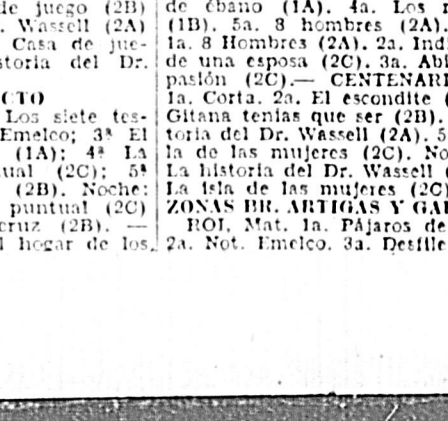 de juego (2B)
. Wassell (2A)
Casa de jue-
storia del Dr.
CTO
Los siete tes-
Emelco; 3ª El
(1A); 4ª La
ual (2C); 5ª
(2B). Noche:
puntual (2C)
cruz (2B). —
l hogar de los
de ébano (1A). 4a. Los
(1B). 5a. 8 hombres (2A).
1a. 8 Hombres (2A). 2a. Ind
de una esposa (2C). 3a. Abi
pasión (2C).— CENTENARI
1a. Corta. 2a. El escondite
Gitana tenías que ser (2B).
toria del Dr. Wassell (2A). 5
la de las mujeres (2C). No
La historia del Dr. Wassell (
La isla de las mujeres (2C)
ZONAS BR. ARTIGAS Y GA
ROI, Mat. 1a. Pájaros de
2a. Not. Emelco. 3a. Desfile